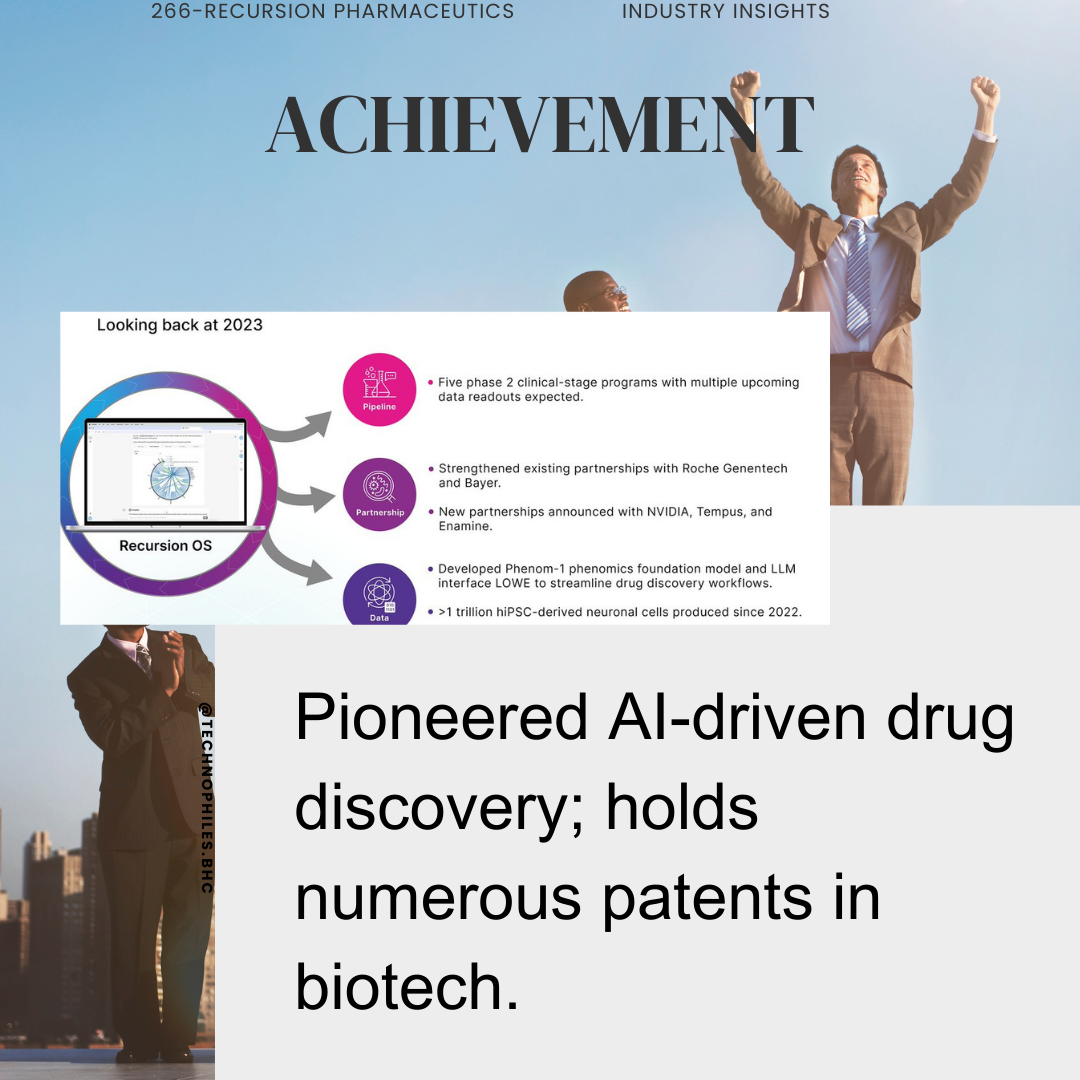 266-RECURSION PHARMACEUTICS
INDUSTRY INSIGHTS
ACHIEVEMENT
Looking back at 2023
Recursion OS
Pipeline
• Five phase 2 clinical-stage programs with multiple upcoming
data readouts expected.
Partnership
• Strengthened existing partnerships with Roche Genentech
and Bayer.
• New partnerships announced with NVIDIA, Tempus, and
Enamine.
Data
• Developed Phenom-1 phenomics foundation model and LLM
interface LOWE to streamline drug discovery workflows.
• >1 trillion hiPSC-derived neuronal cells produced since 2022.
@TECHNOPHILES.BHC
Pioneered AI-driven drug
discovery; holds
numerous patents in
biotech.